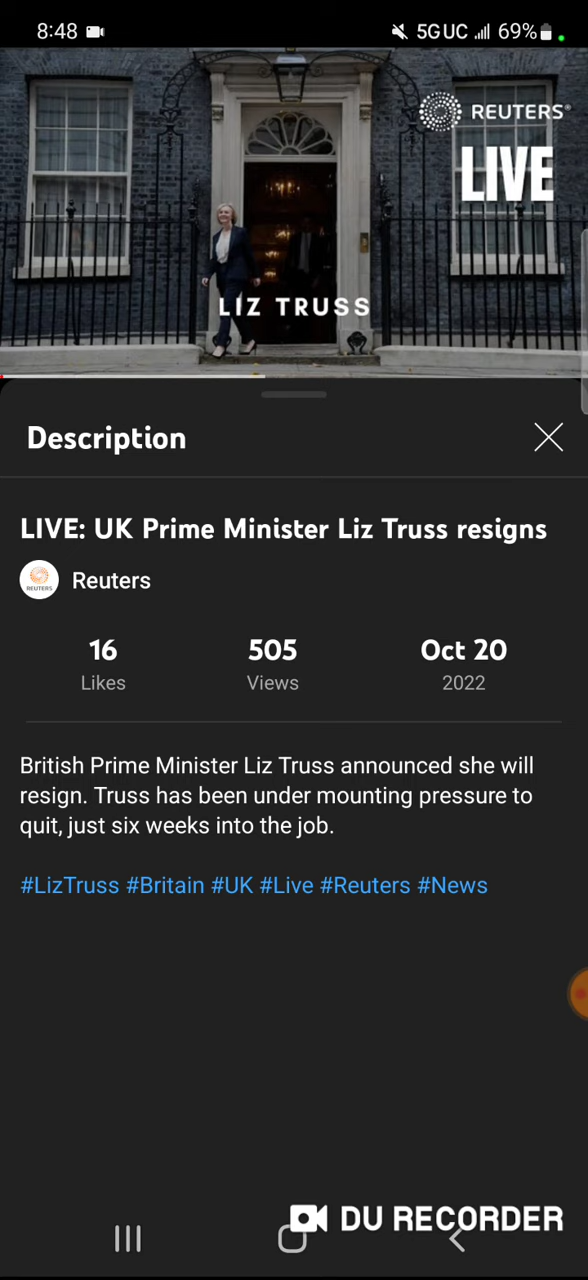 8:48 5GUC 69%
REUTERS
LIVE
LIZ TRUSS
Description
LIVE: UK Prime Minister Liz Truss resigns
REUTERS
Reuters
16 505 Oct 20
Likes Views 2022
British Prime Minister Liz Truss announced she will
resign. Truss has been under mounting pressure to
quit, just six weeks into the job.
#LizTruss #Britain #UK #Live #Reuters #News
DU RECORDER